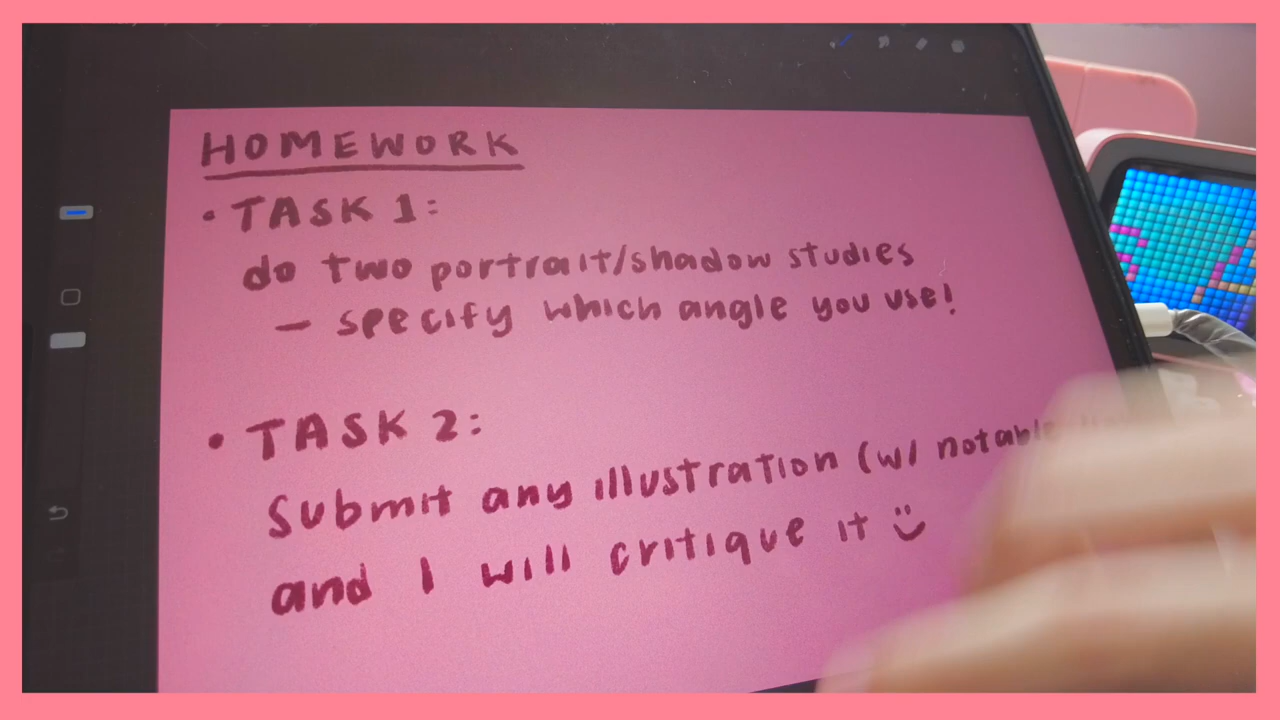 HOMEWORK
• TASK 1:
do two portrait/shadow studies
— specify which angle you use!
• TASK 2:
Submit any illustration (w/ notable
and I will critique it :)